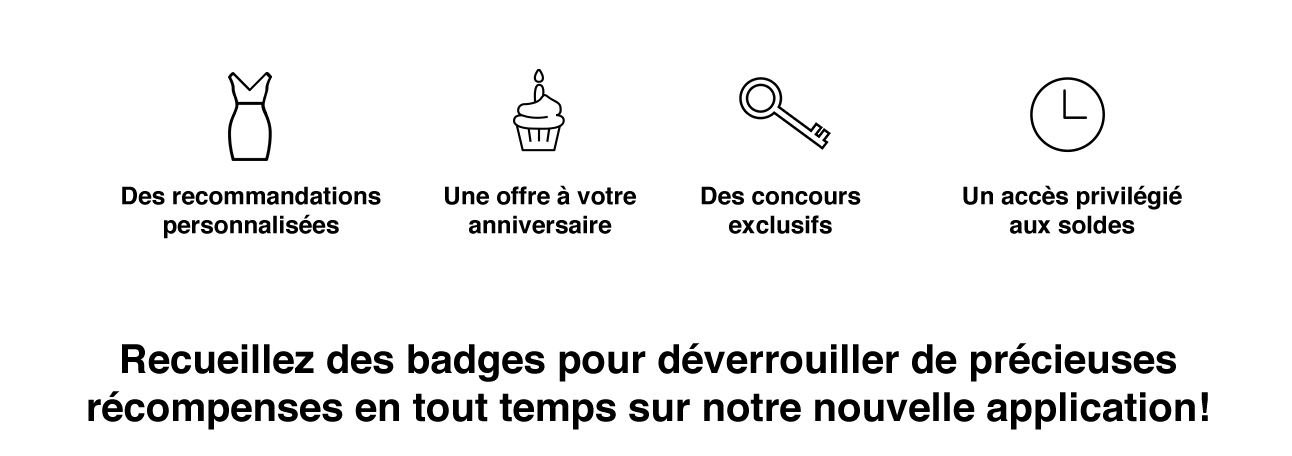 Des recommandations
personnalisées
Une offre à votre
anniversaire
Des concours
exclusifs
Un accès privilégié
aux soldes
Recueillez des badges pour déverrouiller de précieuses
récompenses en tout temps sur notre nouvelle application!